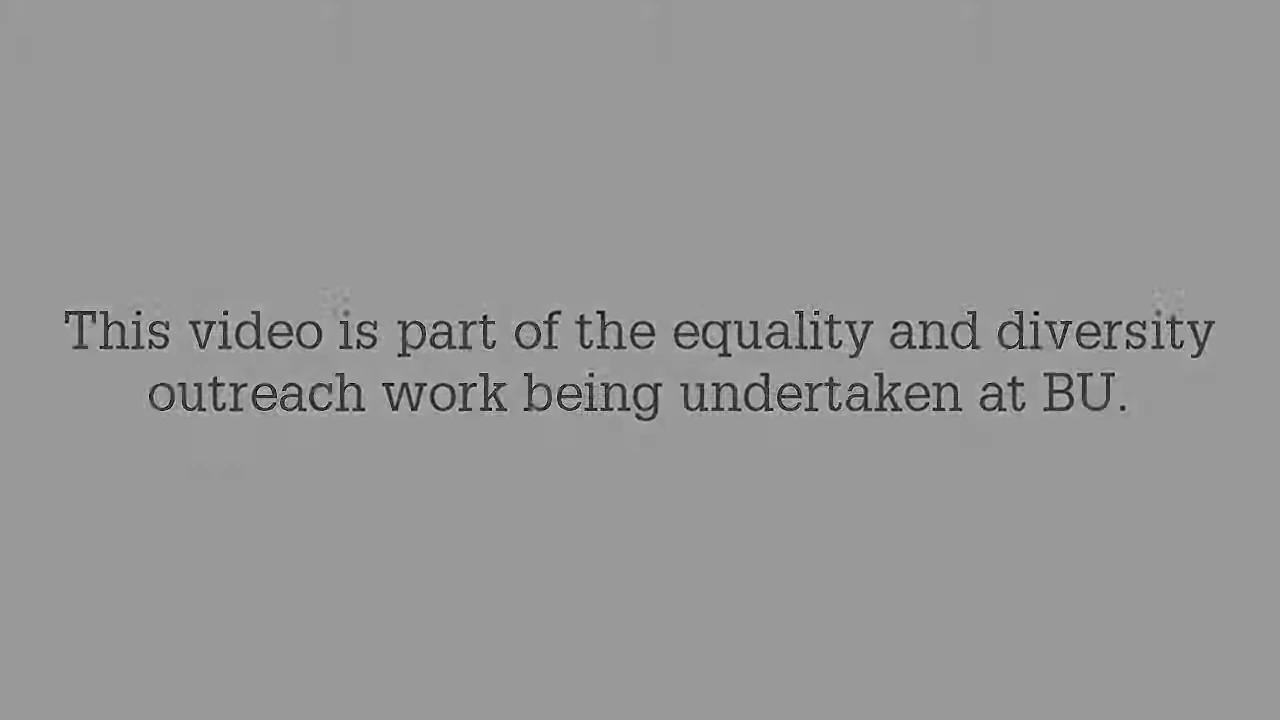 This video is part of the equality and diversity
outreach work being undertaken at BU.